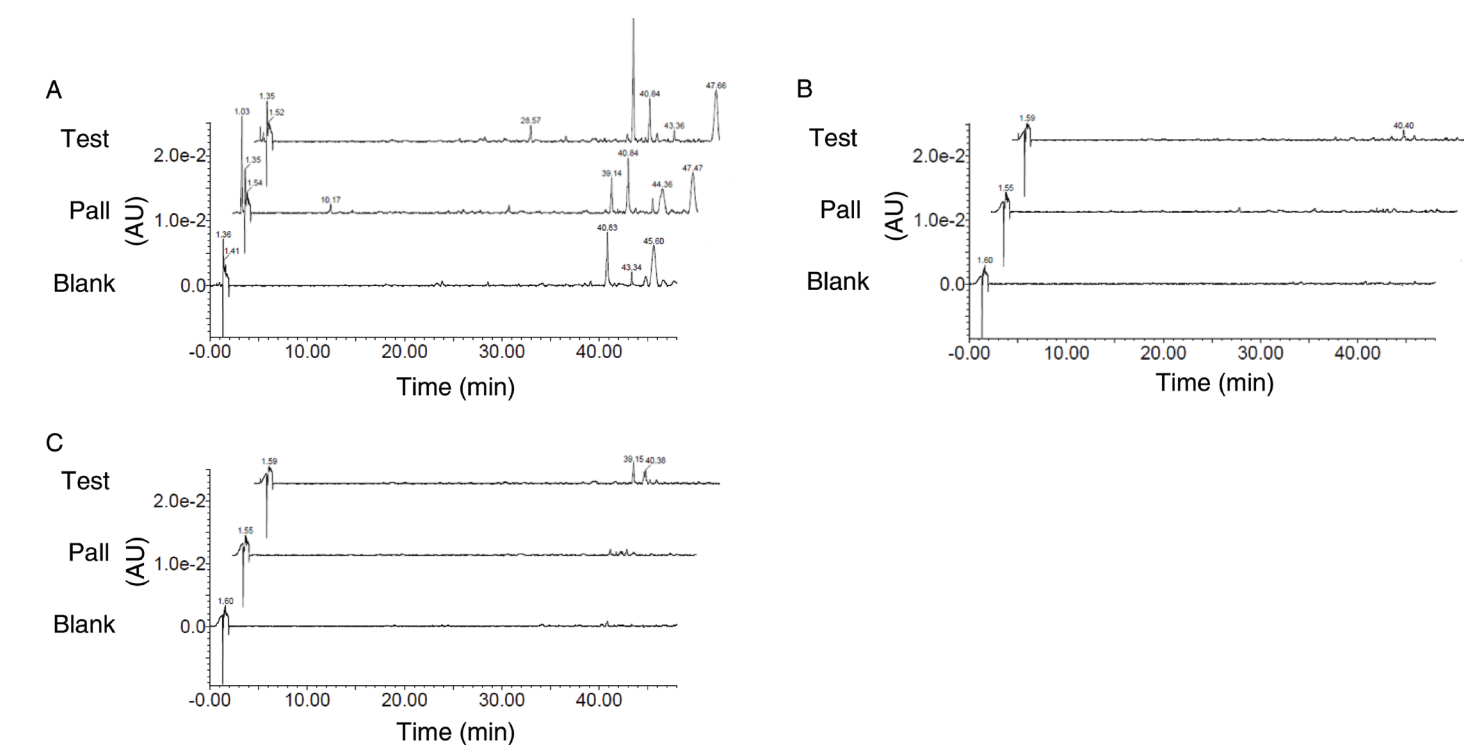 A
Test
Pall
Blank
(AU)
2.0e-2
1.0e-2
0.0
1.03
1.35
1.52
28.57
40.84
43.36
47.66
1.35
1.54
10.17
39.14
40.84
44.36
47.47
1.36
1.41
40.83
43.34
45.60
-0.00 10.00 20.00 30.00 40.00
Time (min)
B
Test
Pall
Blank
(AU)
2.0e-2
1.0e-2
0.0
1.59
40.40
1.55
1.60
-0.00 10.00 20.00 30.00 40.00
Time (min)
C
Test
Pall
Blank
(AU)
2.0e-2
1.0e-2
0.0
1.59
39.15 40.38
1.55
1.60
-0.00 10.00 20.00 30.00 40.00
Time (min)